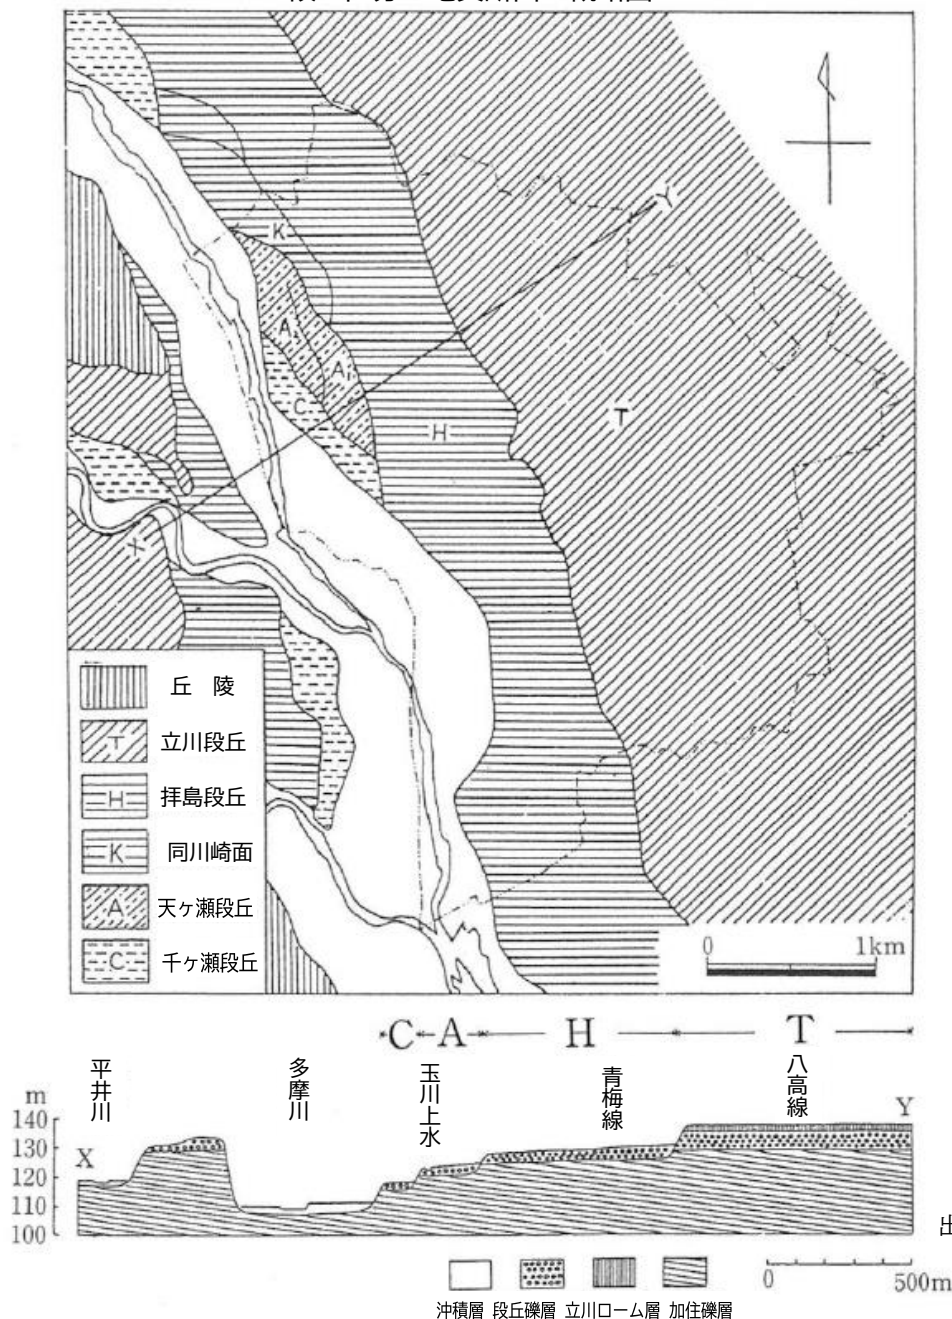 K
Y
A
A
C
T
H
X
丘 陵
T 立川段丘
H 拝島段丘
K 同川崎面
A 天ヶ瀬段丘
C 千ヶ瀬段丘
0 1km
C A H T
平井川
多摩川
玉川上水
青梅線
八高線
m
140
130
120
110
100
X
Y
出
0 500m
沖積層 段丘礫層 立川ローム層 加住礫層